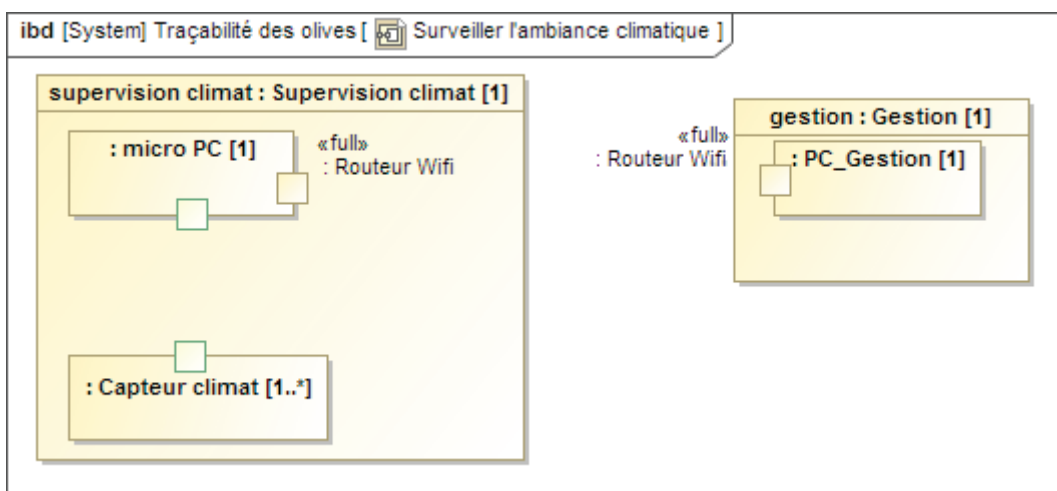 ibd [System] Traçabilité des olives [ Surveiller l'ambiance climatique ]
supervision climat : Supervision climat [1]
: micro PC [1]
«full»
: Routeur Wifi
: Capteur climat [1..*]
«full»
: Routeur Wifi
gestion : Gestion [1]
: PC_Gestion [1]